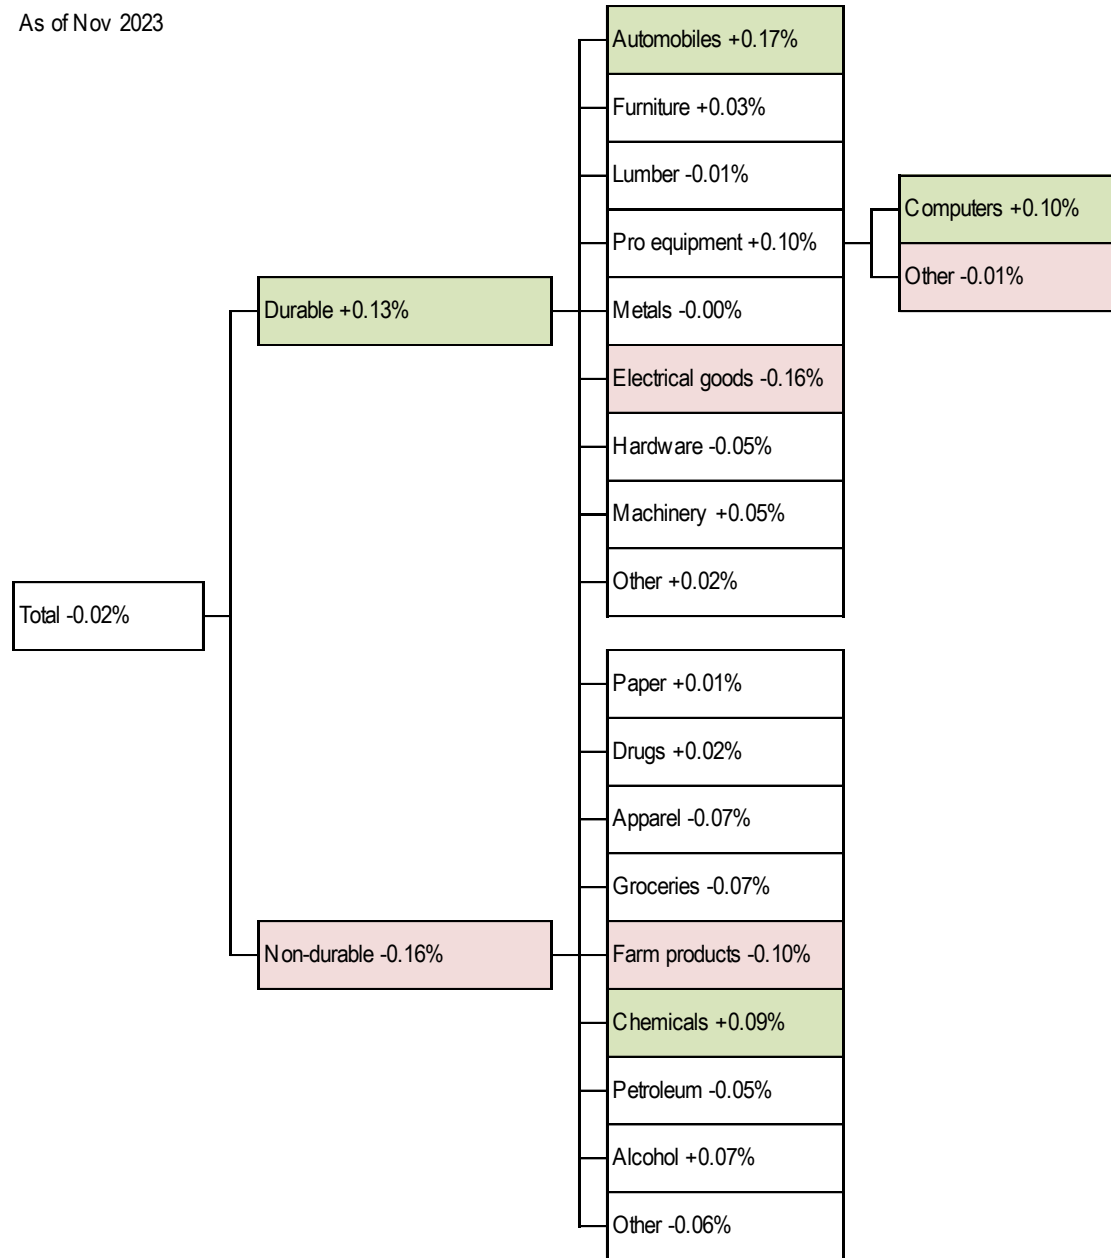 As of Nov 2023
Automobiles +0.17%
Furniture +0.03%
Lumber -0.01%
Computers +0.10%
Pro equipment +0.10%
Other -0.01%
Durable +0.13%
Metals -0.00%
Electrical goods -0.16%
Hardware -0.05%
Machinery +0.05%
Other +0.02%
Total -0.02%
Paper +0.01%
Drugs +0.02%
Apparel -0.07%
Groceries -0.07%
Non-durable -0.16%
Farm products -0.10%
Chemicals +0.09%
Petroleum -0.05%
Alcohol +0.07%
Other -0.06%